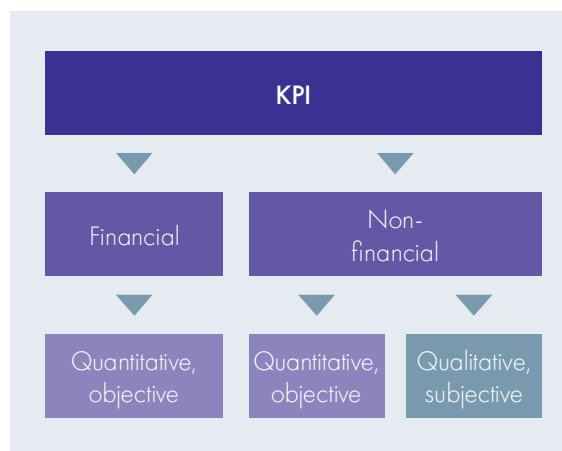 KPI
Financial
Non-
financial
Quantitative,
objective
Quantitative,
objective
Qualitative,
subjective